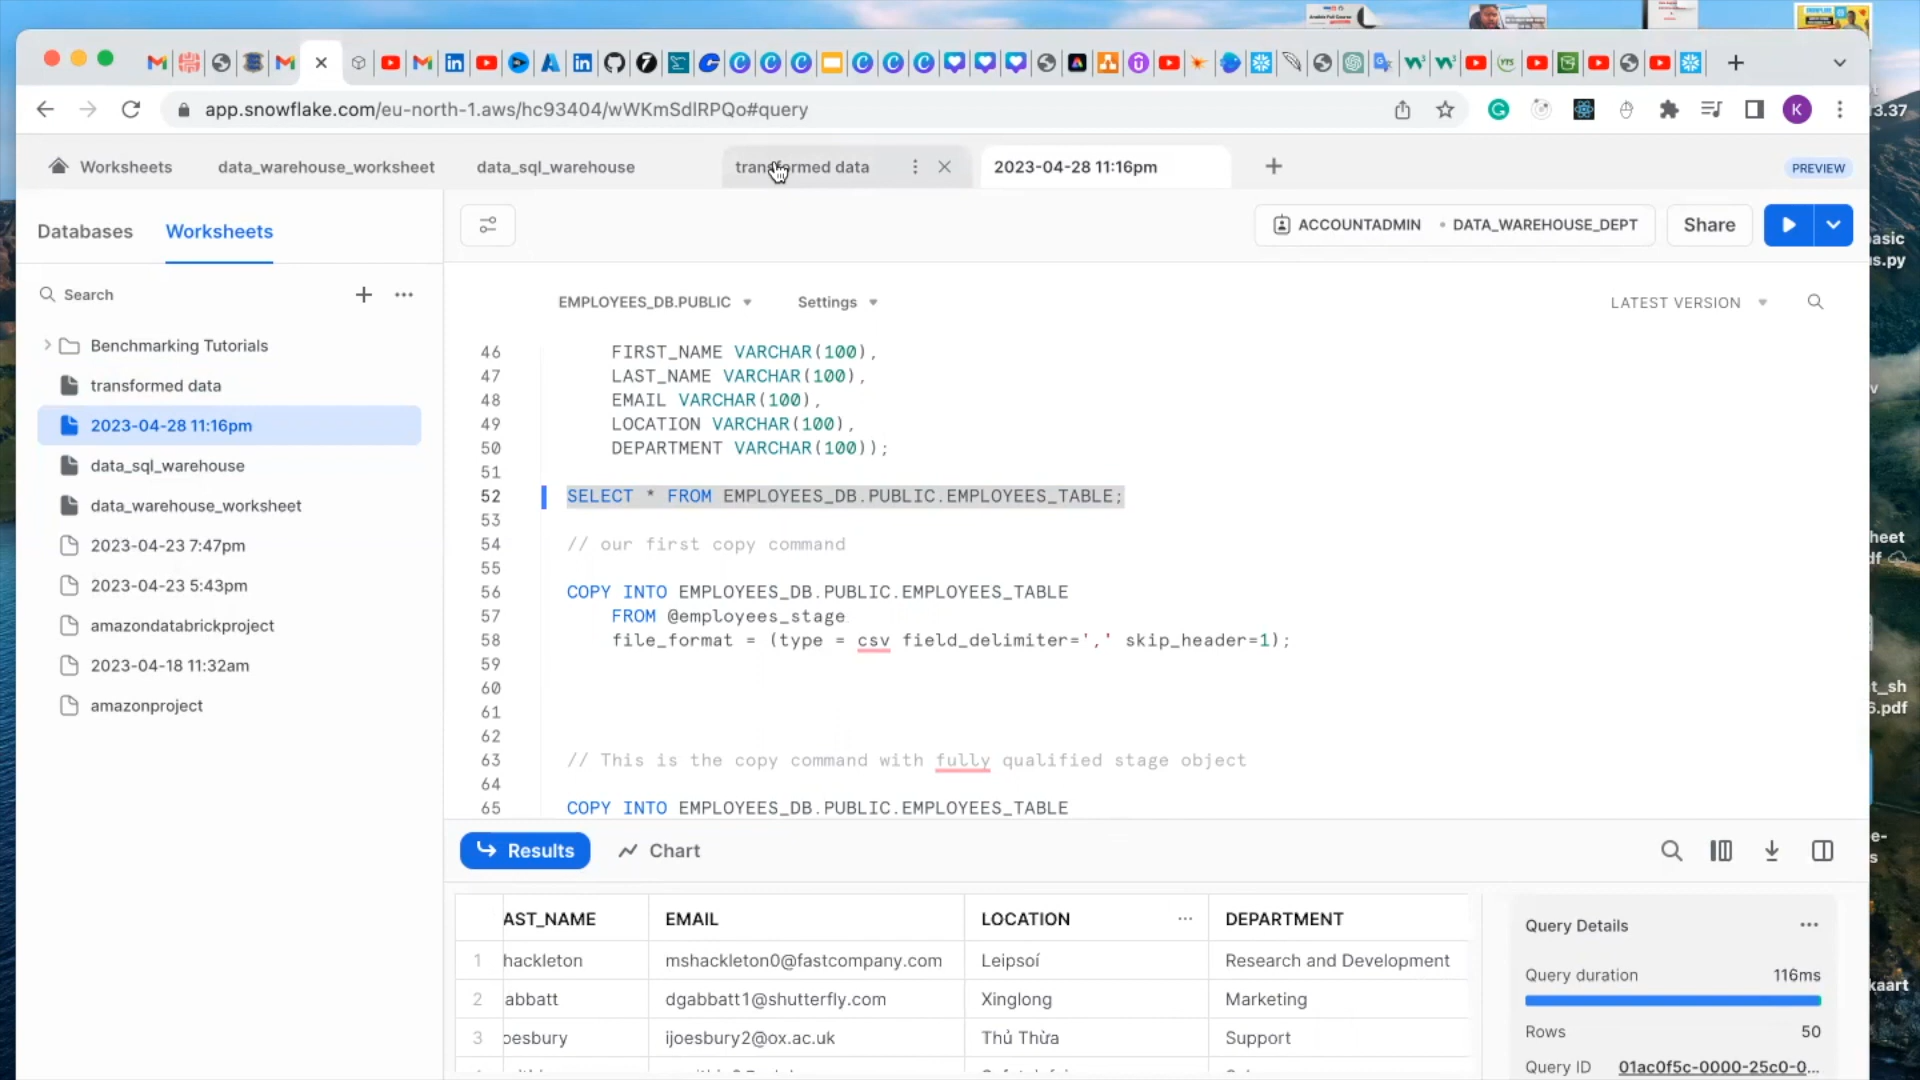 app.snowflake.com/eu-north-1.aws/hc93404/wWKmSdlRPQo#query
K
Worksheets
data_warehouse_worksheet
data_sql_warehouse
transformed data
2023-04-28 11:16pm
PREVIEW
Databases
Worksheets
ACCOUNTADMIN
DATA_WAREHOUSE_DEPT
Share
Search
EMPLOYEES_DB.PUBLIC
Settings
LATEST VERSION
Benchmarking Tutorials
transformed data
2023-04-28 11:16pm
data_sql_warehouse
data_warehouse_worksheet
2023-04-23 7:47pm
2023-04-23 5:43pm
amazondatabrickproject
2023-04-18 11:32am
amazonproject
46 FIRST_NAME VARCHAR(100),
47 LAST_NAME VARCHAR(100),
48 EMAIL VARCHAR(100),
49 LOCATION VARCHAR(100),
50 DEPARTMENT VARCHAR(100));
51
52 SELECT * FROM EMPLOYEES_DB.PUBLIC.EMPLOYEES_TABLE;
53
54 // our first copy command
55
56 COPY INTO EMPLOYEES_DB.PUBLIC.EMPLOYEES_TABLE
57 FROM @employees_stage
58 file_format = (type = csv field_delimiter=',' skip_header=1);
59
60
61
62
63 // This is the copy command with fully qualified stage object
64
65 COPY INTO EMPLOYEES_DB.PUBLIC.EMPLOYEES_TABLE
Results
Chart
AST_NAME EMAIL LOCATION ... DEPARTMENT
1 hackleton mshackleton0@fastcompany.com Leipsoí Research and Development
2 abbatt dgabbatt1@shutterfly.com Xinglong Marketing
3 oesbury ijoesbury2@ox.ac.uk Thủ Thừa Support
Query Details
Query duration 116ms
Rows 50
Query ID 01ac0f5c-0000-25c0-0...
3.37
asic
s.py
heet
t_sh
.pdf
kaart